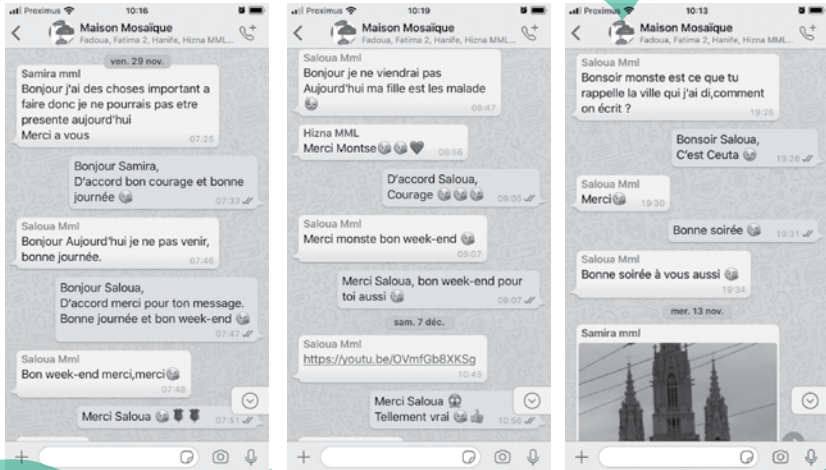 Proximus 10:16
Maison Mosaïque
Fadoua, Fatima 2, Hanife, Hizna MML...
ven. 29 nov.
Samira mml
Bonjour j'ai des choses important a
faire donc je ne pourrais pas etre
presente aujourd'hui
Merci a vous
07:25
Bonjour Samira,
D'accord bon courage et bonne
journée 😘
07:33
Saloua Mml
Bonjour Aujourd'hui je ne pas venir,
bonne journée.
07:46
Bonjour Saloua,
D'accord merci pour ton message.
Bonne journée et bon week-end 😘
07:47
Saloua Mml
Bon week-end merci,merci😘
07:48
Merci Saloua 😘🌹🌹
07:51
Proximus 10:19
Maison Mosaïque
Fadoua, Fatima 2, Hanife, Hizna MML...
Saloua Mml
Bonjour je ne viendrai pas
Aujourd'hui ma fille est les malade
😘
08:47
Hizna MML
Merci Montse😘😘❤
08:56
D'accord Saloua,
Courage 😘😘😘
09:05
Saloua Mml
Merci monste bon week-end 😘
09:07
Merci Saloua, bon week-end pour
toi aussi 😘
09:07
sam. 7 déc.
Saloua Mml
https://youtu.be/OVmfGb8XKSg
10:43
Merci Saloua 😱
Tellement vrai 😘👍
10:56
Proximus 10:13
Maison Mosaïque
Fadoua, Fatima 2, Hanife, Hizna MML...
Saloua Mml
Bonsoir monste est ce que tu
rappelle la ville qui j'ai di,comment
on écrit ?
19:26
Bonsoir Saloua,
C'est Ceuta 😘
19:26
Saloua Mml
Merci😘
19:30
Bonne soirée 😘
19:31
Saloua Mml
Bonne soirée à vous aussi 😘
19:34
mer. 13 nov.
Samira mml